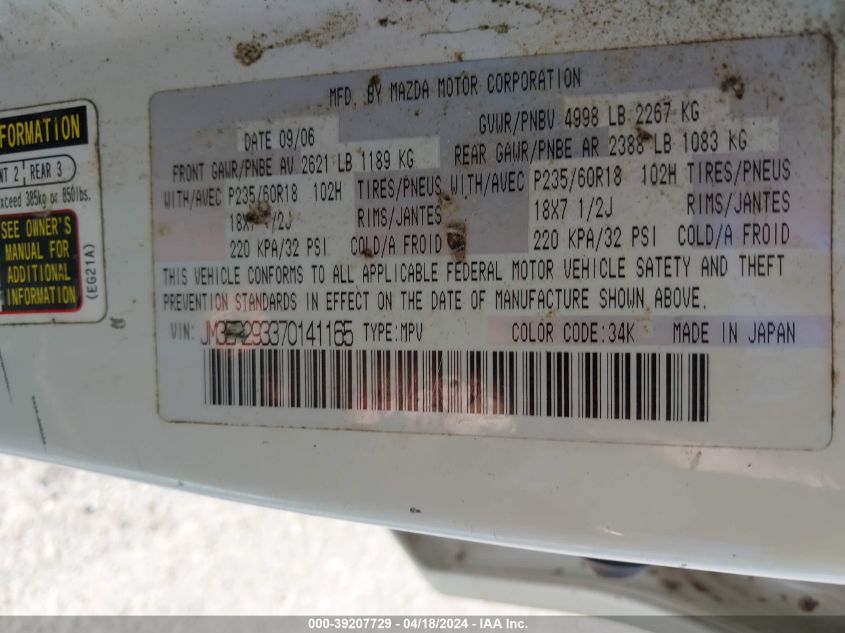 FORMATION
NT 2 REAR 3
xceed 385kg or 850lbs.
SEE OWNER'S
MANUAL FOR
ADDITIONAL
INFORMATION
(EG21A)
MFD. BY MAZDA MOTOR CORPORATION
DATE 09/06 GVWR/PNBV 4998 LB 2267 KG
FRONT GAWR/PNBE AV 2621 LB 1189 KG REAR GAWR/PNBE AR 2388 LB 1083 KG
WITH/AVEC P235/60R18 102H TIRES/PNEUS WITH/AVEC P235/60R18 102H TIRES/PNEUS
18X7 1/2J RIMS/JANTES 18X7 1/2J RIMS/JANTES
220 KPA/32 PSI COLD/A FROID 220 KPA/32 PSI COLD/A FROID
THIS VEHICLE CONFORMS TO ALL APPLICABLE FEDERAL MOTOR VEHICLE SAFETY AND THEFT
PREVENTION STANDARDS IN EFFECT ON THE DATE OF MANUFACTURE SHOWN ABOVE.
VIN: JM3ER293370141165 TYPE:MPV COLOR CODE:34K MADE IN JAPAN
000-39207729 - 04/18/2024 - IAA Inc.